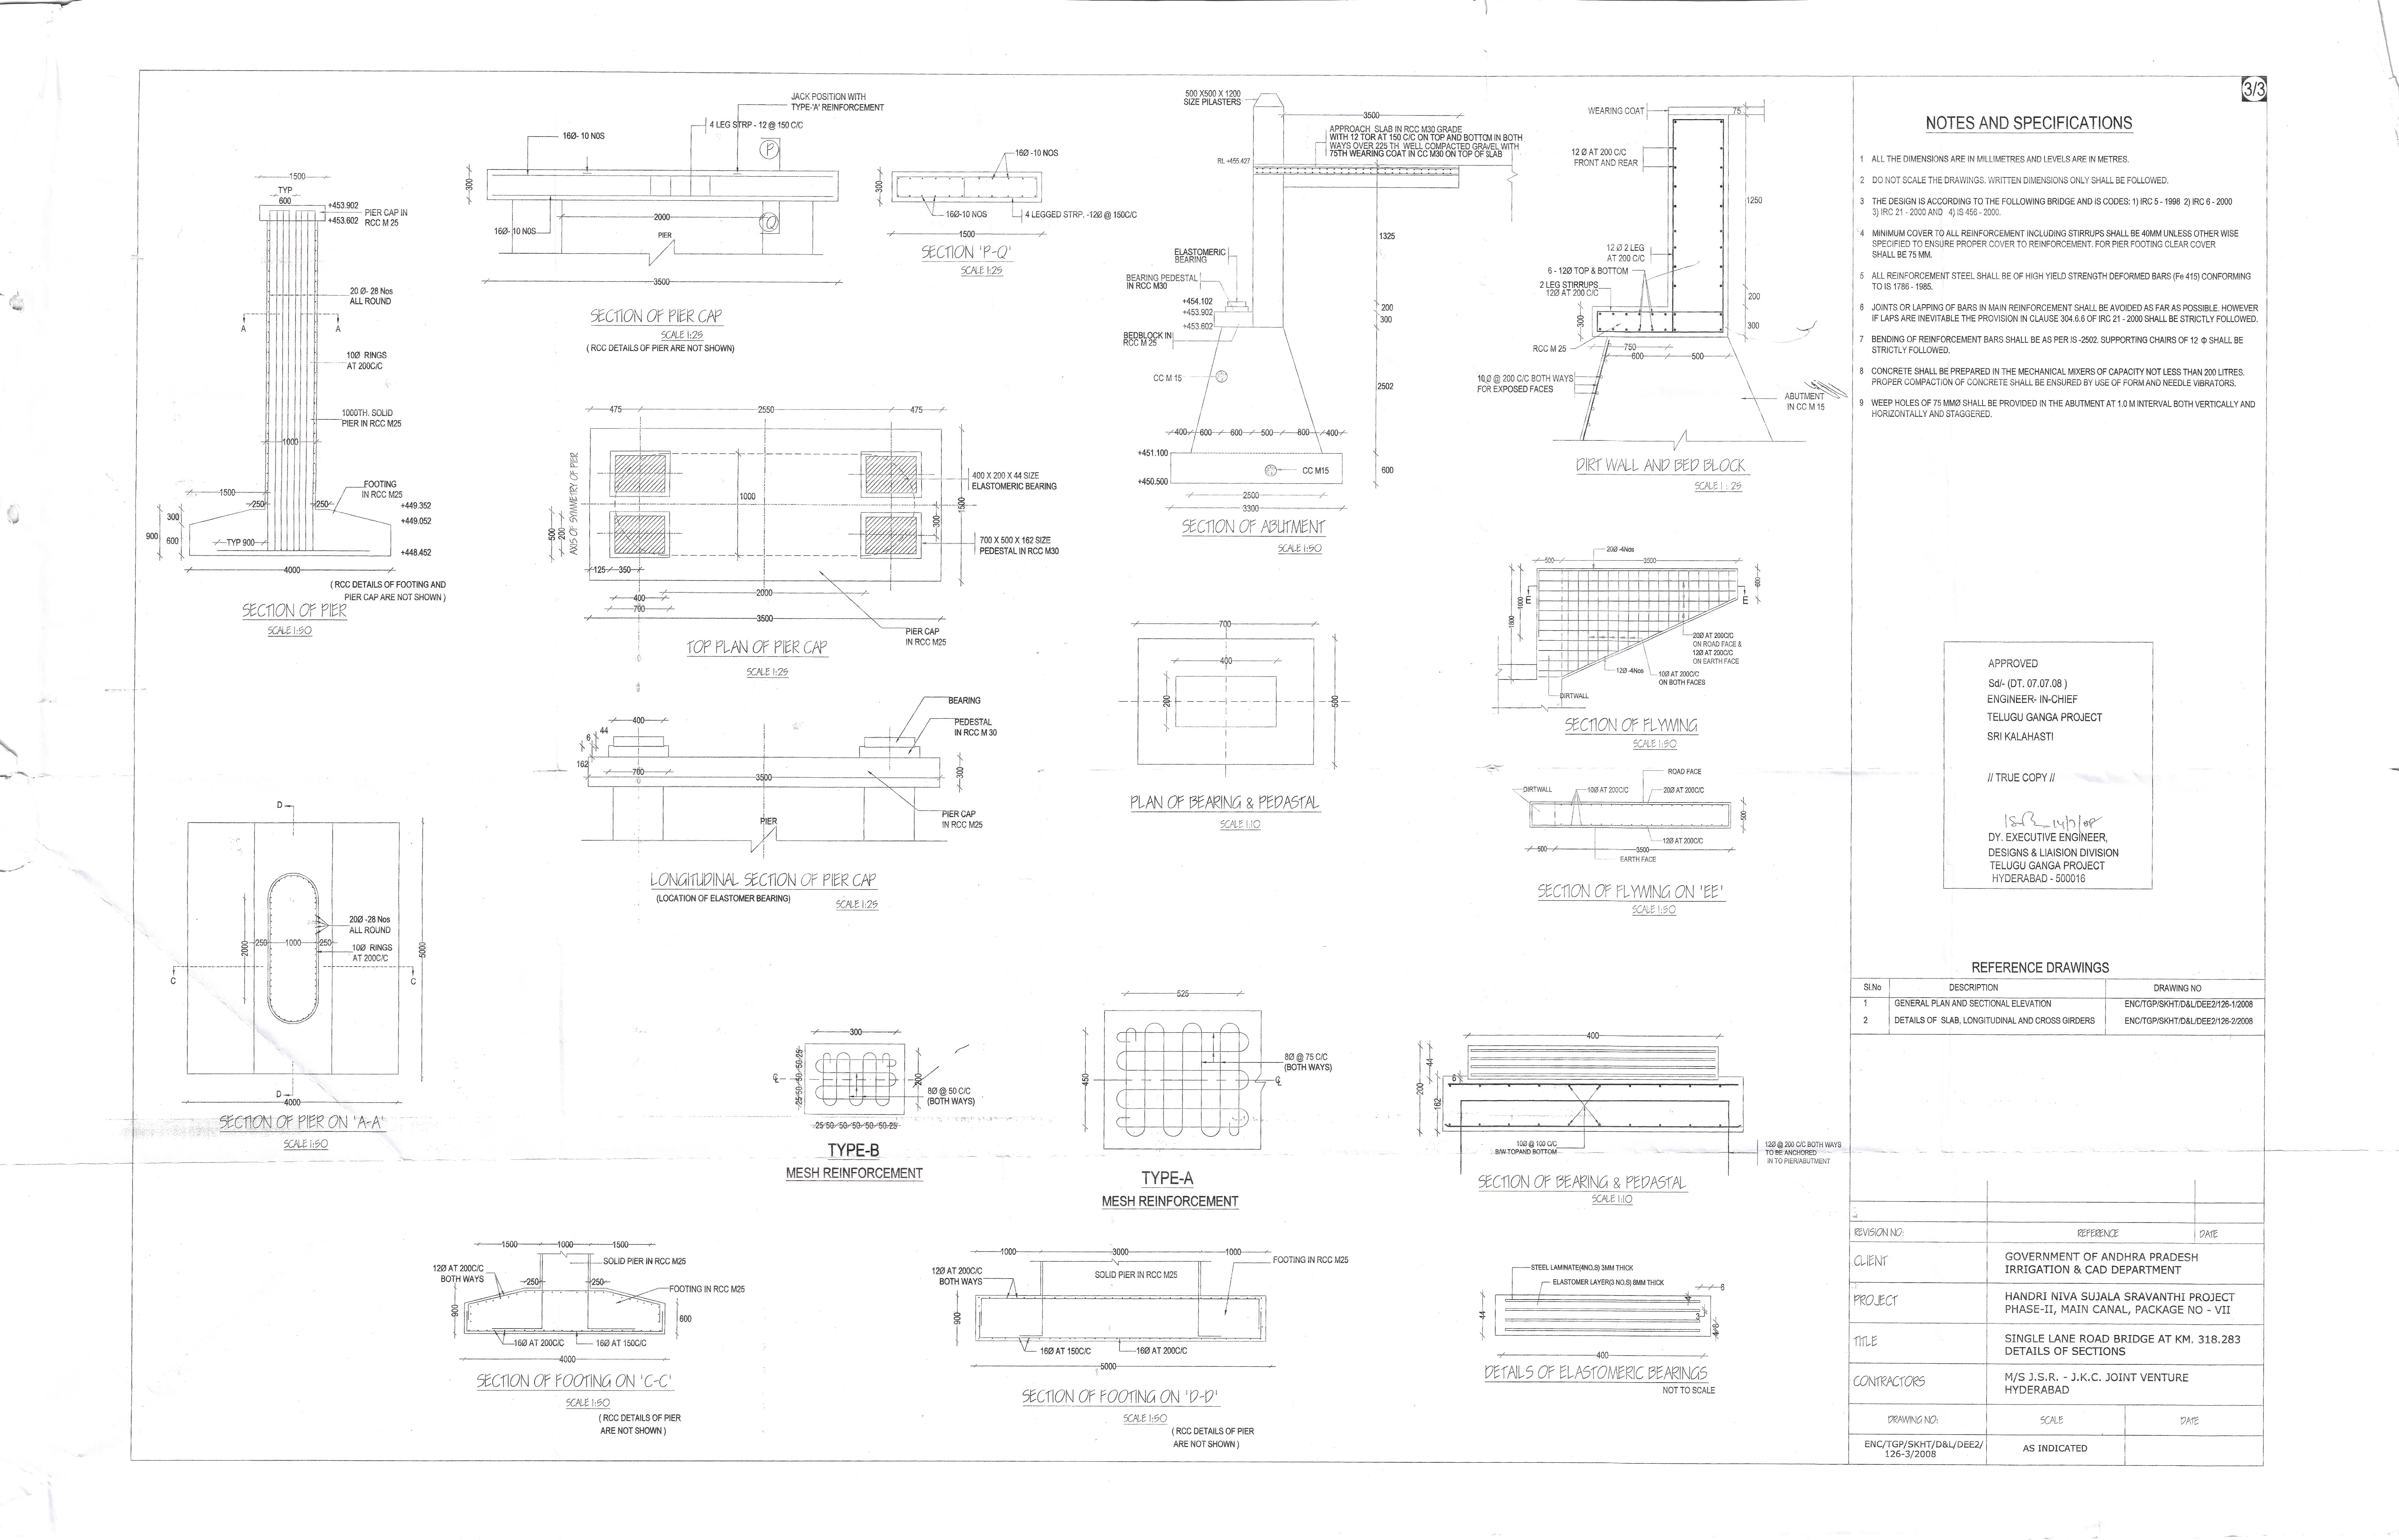 3/3
1500
TYP
600
+453.902
+453.602
PIER CAP IN
RCC M 25
20 Ø- 28 Nos
ALL ROUND
A
A
10Ø RINGS
AT 200C/C
1000TH. SOLID
PIER IN RCC M25
1000
1500
250
250
FOOTING
IN RCC M25
+449.352
+449.052
+448.452
300
600
900
TYP 900
4000
( RCC DETAILS OF FOOTING AND
PIER CAP ARE NOT SHOWN )
SECTION OF PIER
SCALE 1:50
JACK POSITION WITH
TYPE-'A' REINFORCEMENT
4 LEG STRP - 12 @ 150 C/C
16Ø- 10 NOS
P
300
2000
Q
16Ø- 10 NOS
PIER
3500
SECTION OF PIER CAP
SCALE 1:25
( RCC DETAILS OF PIER ARE NOT SHOWN)
16Ø -10 NOS
300
16Ø-10 NOS
4 LEGGED STRP. -12Ø @ 150C/C
1500
SECTION 'P-Q'
SCALE 1:25
475
2550
475
AXIS OF SYMMETRY OF PIER
400 X 200 X 44 SIZE
ELASTOMERIC BEARING
1000
1500
300
500
200
700 X 500 X 162 SIZE
PEDESTAL IN RCC M30
125
350
400
2000
700
3500
PIER CAP
IN RCC M25
TOP PLAN OF PIER CAP
SCALE 1:25
BEARING
400
44
6
PEDESTAL
IN RCC M 30
162
700
3500
300
PIER
PIER CAP
IN RCC M25
LONGITUDINAL SECTION OF PIER CAP
(LOCATION OF ELASTOMER BEARING)
SCALE 1:25
500 X500 X 1200
SIZE PILASTERS
3500
APPROACH SLAB IN RCC M30 GRADE
WITH 12 TOR AT 150 C/C ON TOP AND BOTTOM IN BOTH
WAYS OVER 225 TH WELL COMPACTED GRAVEL WITH
75TH WEARING COAT IN CC M30 ON TOP OF SLAB
RL +455.427
1325
ELASTOMERIC
BEARING
BEARING PEDESTAL
IN RCC M30
+454.102
+453.902
+453.602
200
300
BEDBLOCK IN
RCC M 25
CC M 15
2502
400
600
600
500
800
400
+451.100
+450.500
CC M15
600
2500
3300
SECTION OF ABUTMENT
SCALE 1:50
WEARING COAT
75
12 Ø AT 200 C/C
FRONT AND REAR
1250
12 Ø 2 LEG
AT 200 C/C
6 - 12Ø TOP & BOTTOM
2 LEG STIRRUPS
12Ø AT 200 C/C
200
300
300
RCC M 25
750
600
500
10 Ø @ 200 C/C BOTH WAYS
FOR EXPOSED FACES
ABUTMENT
IN CC M 15
DIRT WALL AND BED BLOCK
SCALE 1 : 25
20Ø -4Nos
500
3500
600
1000
1800
E
E
20Ø AT 200C/C
ON ROAD FACE &
12Ø AT 200C/C
ON EARTH FACE
12Ø -4Nos
10Ø AT 200C/C
ON BOTH FACES
DIRTWALL
SECTION OF FLYWING
SCALE 1:50
700
400
200
500
PLAN OF BEARING & PEDASTAL
SCALE 1:10
ROAD FACE
DIRTWALL
10Ø AT 200C/C
20Ø AT 200C/C
500
12Ø AT 200C/C
500
3500
EARTH FACE
SECTION OF FLYWING ON 'EE'
SCALE 1:50
D
2000
250
1000
250
20Ø -28 Nos
ALL ROUND
10Ø RINGS
AT 200C/C
5000
C
C
D
4000
SECTION OF PIER ON 'A-A'
SCALE 1:50
300
25 50 50 50 50 25
200
8Ø @ 50 C/C
(BOTH WAYS)
25 50 50 50 50 50 25
TYPE-B
MESH REINFORCEMENT
525
450
8Ø @ 75 C/C
(BOTH WAYS)
TYPE-A
MESH REINFORCEMENT
400
44
6
200
162
10Ø @ 100 C/C
B/W-TOPAND BOTTOM
12Ø @ 200 C/C BOTH WAYS
TO BE ANCHORED
IN TO PIER/ABUTMENT
SECTION OF BEARING & PEDASTAL
SCALE 1:10
1500
1000
1500
SOLID PIER IN RCC M25
12Ø AT 200C/C
BOTH WAYS
250
250
FOOTING IN RCC M25
900
600
16Ø AT 200C/C
16Ø AT 150C/C
4000
SECTION OF FOOTING ON 'C-C'
SCALE 1:50
( RCC DETAILS OF PIER
ARE NOT SHOWN )
1000
3000
1000
FOOTING IN RCC M25
12Ø AT 200C/C
BOTH WAYS
SOLID PIER IN RCC M25
900
16Ø AT 150C/C
16Ø AT 200C/C
5000
SECTION OF FOOTING ON 'D-D'
SCALE 1:50
( RCC DETAILS OF PIER
ARE NOT SHOWN )
STEEL LAMINATE(4NO,S) 3MM THICK
ELASTOMER LAYER(3 NO.S) 8MM THICK
6
44
400
DETAILS OF ELASTOMERIC BEARINGS
NOT TO SCALE
NOTES AND SPECIFICATIONS
1 ALL THE DIMENSIONS ARE IN MILLIMETRES AND LEVELS ARE IN METRES.
2 DO NOT SCALE THE DRAWINGS. WRITTEN DIMENSIONS ONLY SHALL BE FOLLOWED.
3 THE DESIGN IS ACCORDING TO THE FOLLOWING BRIDGE AND IS CODES: 1) IRC 5 - 1998 2) IRC 6 - 2000
3) IRC 21 - 2000 AND 4) IS 456 - 2000.
4 MINIMUM COVER TO ALL REINFORCEMENT INCLUDING STIRRUPS SHALL BE 40MM UNLESS OTHER WISE
SPECIFIED TO ENSURE PROPER COVER TO REINFORCEMENT. FOR PIER FOOTING CLEAR COVER
SHALL BE 75 MM.
5 ALL REINFORCEMENT STEEL SHALL BE OF HIGH YIELD STRENGTH DEFORMED BARS (Fe 415) CONFORMING
TO IS 1786 - 1985.
6 JOINTS OR LAPPING OF BARS IN MAIN REINFORCEMENT SHALL BE AVOIDED AS FAR AS POSSIBLE. HOWEVER
IF LAPS ARE INEVITABLE THE PROVISION IN CLAUSE 304.6.6 OF IRC 21 - 2000 SHALL BE STRICTLY FOLLOWED.
7 BENDING OF REINFORCEMENT BARS SHALL BE AS PER IS -2502. SUPPORTING CHAIRS OF 12 Φ SHALL BE
STRICTLY FOLLOWED.
8 CONCRETE SHALL BE PREPARED IN THE MECHANICAL MIXERS OF CAPACITY NOT LESS THAN 200 LITRES.
PROPER COMPACTION OF CONCRETE SHALL BE ENSURED BY USE OF FORM AND NEEDLE VIBRATORS.
9 WEEP HOLES OF 75 MMØ SHALL BE PROVIDED IN THE ABUTMENT AT 1.0 M INTERVAL BOTH VERTICALLY AND
HORIZONTALLY AND STAGGERED.
APPROVED
Sd/- (DT. 07.07.08 )
ENGINEER- IN-CHIEF
TELUGU GANGA PROJECT
SRI KALAHASTI
// TRUE COPY //
14/7/08
DY. EXECUTIVE ENGINEER,
DESIGNS & LIAISION DIVISION
TELUGU GANGA PROJECT
HYDERABAD - 500016
REFERENCE DRAWINGS
Sl.No DESCRIPTION DRAWING NO
1 GENERAL PLAN AND SECTIONAL ELEVATION ENC/TGP/SKHT/D&L/DEE2/126-1/2008
2 DETAILS OF SLAB, LONGITUDINAL AND CROSS GIRDERS ENC/TGP/SKHT/D&L/DEE2/126-2/2008
REVISION NO: REFERENCE DATE
CLIENT
GOVERNMENT OF ANDHRA PRADESH
IRRIGATION & CAD DEPARTMENT
PROJECT
HANDRI NIVA SUJALA SRAVANTHI PROJECT
PHASE-II, MAIN CANAL, PACKAGE NO - VII
TITLE
SINGLE LANE ROAD BRIDGE AT KM. 318.283
DETAILS OF SECTIONS
CONTRACTORS
M/S J.S.R. - J.K.C. JOINT VENTURE
HYDERABAD
DRAWING NO: SCALE DATE
ENC/TGP/SKHT/D&L/DEE2/
126-3/2008
AS INDICATED